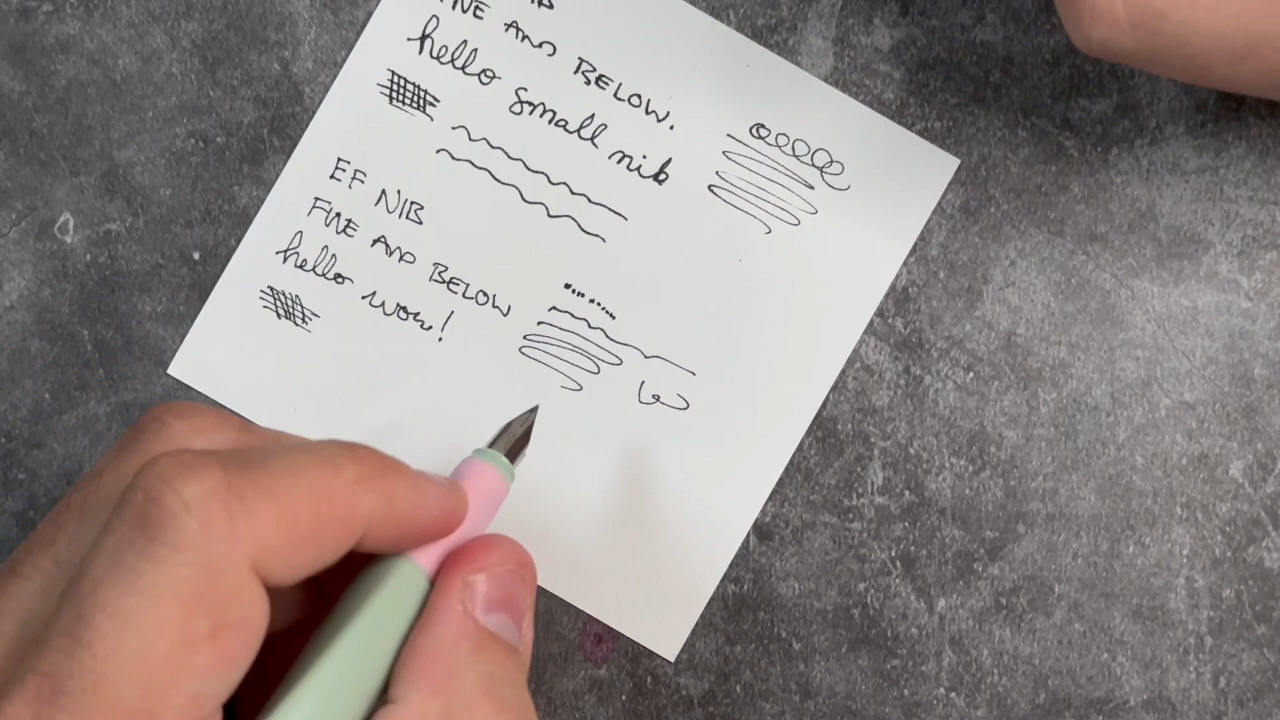 FINE AND BELOW.
hello small nib
EF NIB
FINE AND BELOW
hello wow!